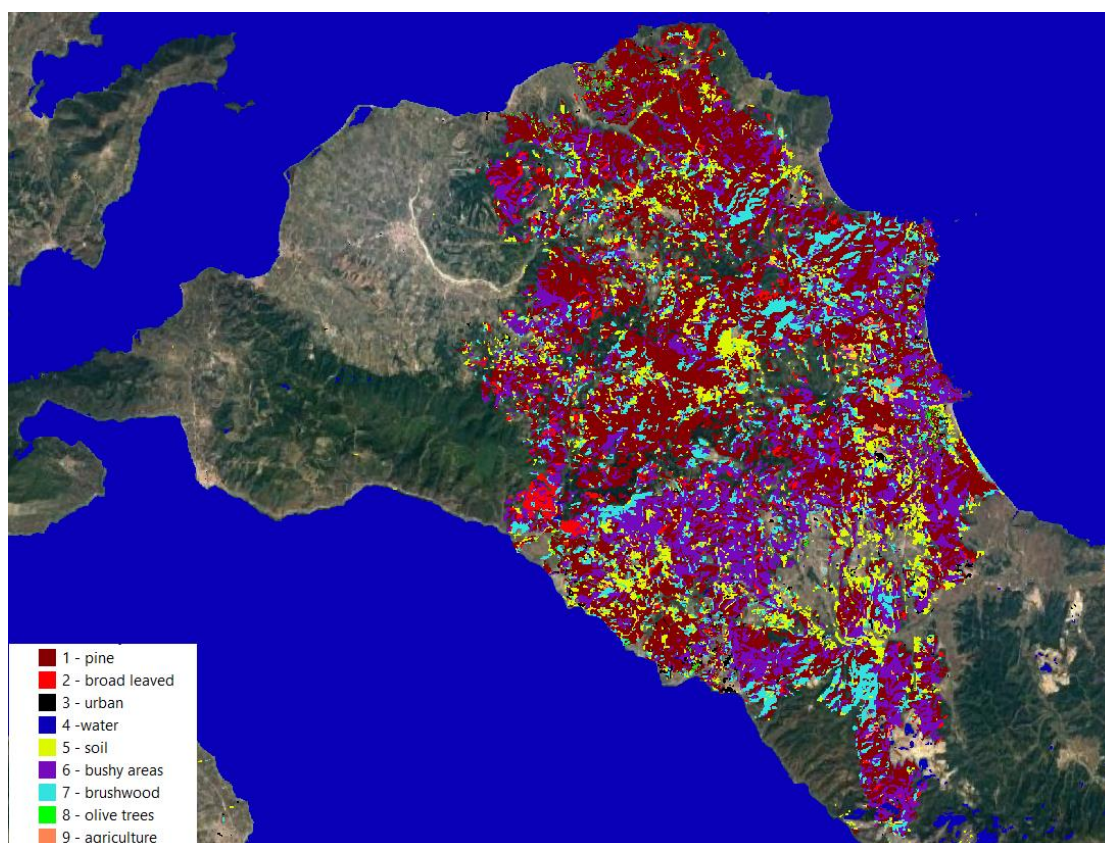 1 - pine
2 - broad leaved
3 - urban
4 -water
5 - soil
6 - bushy areas
7 - brushwood
8 - olive trees
9 - agriculture